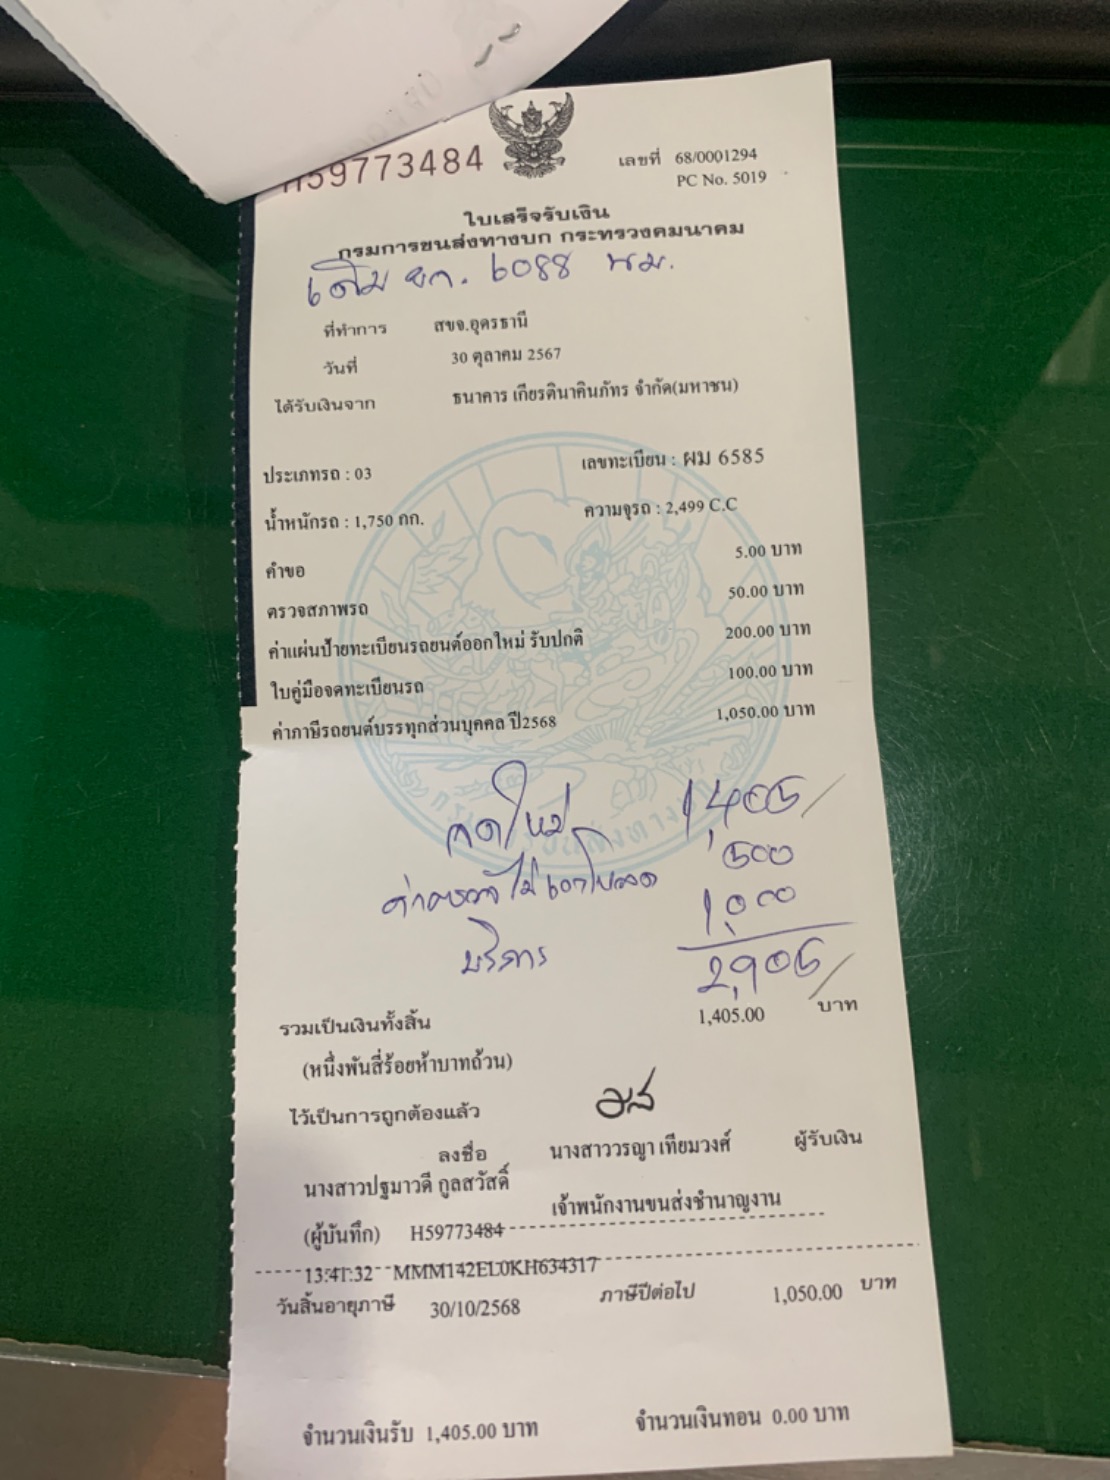 59773484
เลขที่ 68/0001294
PC No. 5019
ใบเสร็จรับเงิน
กรมการขนส่งทางบก กระทรวงคมนาคม
เดิม ยก. 6088 นม.
ที่ทำการ สขจ.อุดรธานี
วันที่ 30 ตุลาคม 2567
ได้รับเงินจาก ธนาคาร เกียรตินาคินภัทร จำกัด(มหาชน)
ประเภทรถ : 03 เลขทะเบียน : ผม 6585
น้ำหนักรถ : 1,750 กก. ความจุรถ : 2,499 C.C
คำขอ 5.00 บาท
ตรวจสภาพรถ 50.00 บาท
ค่าแผ่นป้ายทะเบียนรถยนต์ออกใหม่ รับปกติ 200.00 บาท
ใบคู่มือจดทะเบียนรถ 100.00 บาท
ค่าภาษีรถยนต์บรรทุกส่วนบุคคล ปี2568 1,050.00 บาท
จดใหม่ 1,405/
500
บริการ 1,000
2,905/
รวมเป็นเงินทั้งสิ้น 1,405.00 บาท
(หนึ่งพันสี่ร้อยห้าบาทถ้วน)
ไว้เป็นการถูกต้องแล้ว
ลงชื่อ นางสาววรญา เทียมวงศ์ ผู้รับเงิน
นางสาวปฐมาวดี กูลสวัสดิ์
เจ้าพนักงานขนส่งชำนาญงาน
(ผู้บันทึก) H59773484
13:41:32 MMM142EL0KH634317
วันสิ้นอายุภาษี 30/10/2568 ภาษีปีต่อไป 1,050.00 บาท
จำนวนเงินรับ 1,405.00 บาท จำนวนเงินทอน 0.00 บาท